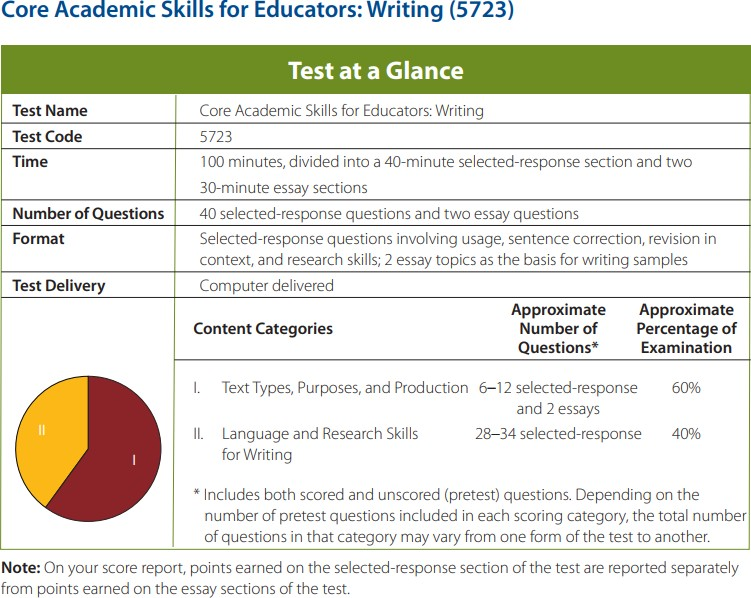 Core Academic Skills for Educators: Writing (5723)
Test at a Glance
Test Name Core Academic Skills for Educators: Writing
Test Code 5723
Time 100 minutes, divided into a 40-minute selected-response section and two
30-minute essay sections
Number of Questions 40 selected-response questions and two essay questions
Format Selected-response questions involving usage, sentence correction, revision in
context, and research skills; 2 essay topics as the basis for writing samples
Test Delivery Computer delivered
Content Categories
Approximate
Number of
Questions*
Approximate
Percentage of
Examination
I. Text Types, Purposes, and Production 6–12 selected-response 60%
and 2 essays
II. Language and Research Skills 28–34 selected-response 40%
for Writing
II
I
* Includes both scored and unscored (pretest) questions. Depending on the
number of pretest questions included in each scoring category, the total number
of questions in that category may vary from one form of the test to another.
Note: On your score report, points earned on the selected-response section of the test are reported separately
from points earned on the essay sections of the test.